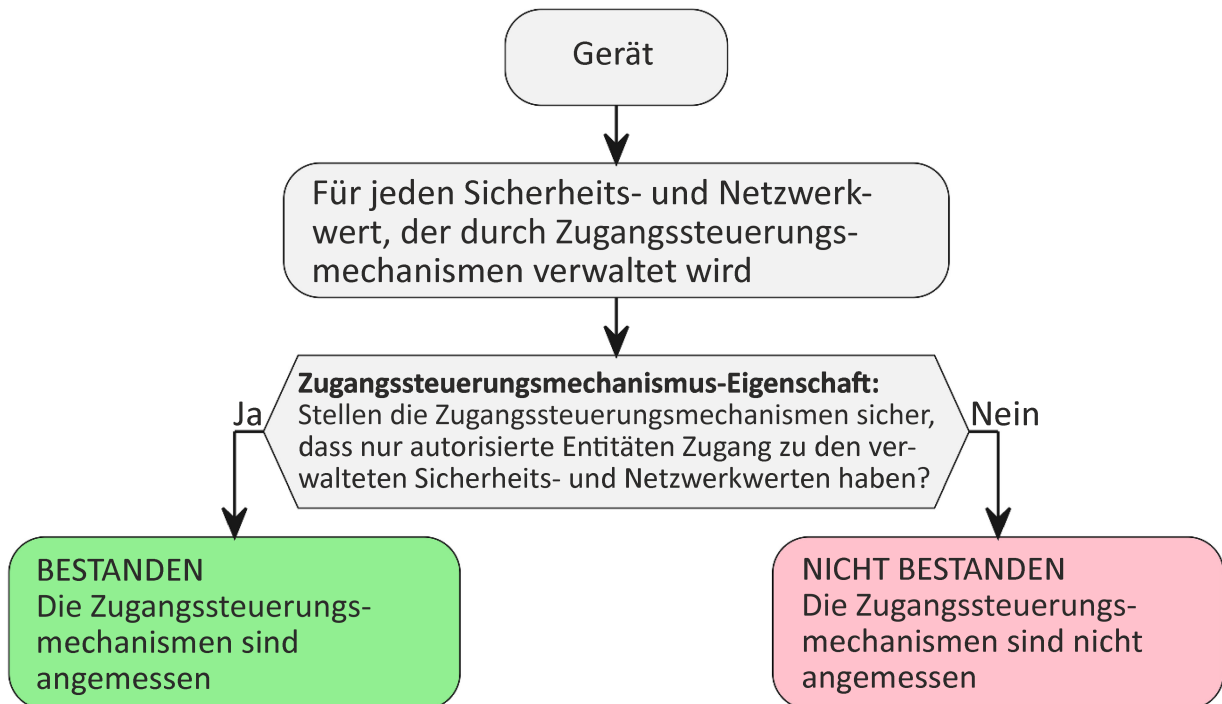 Gerät
Für jeden Sicherheits- und Netzwerk-
wert, der durch Zugangssteuerungs-
mechanismen verwaltet wird
Zugangssteuerungsmechanismus-Eigenschaft:
Stellen die Zugangssteuerungsmechanismen sicher,
dass nur autorisierte Entitäten Zugang zu den ver-
walteten Sicherheits- und Netzwerkwerten haben?
Ja
Nein
BESTANDEN
Die Zugangssteuerungs-
mechanismen sind
angemessen
NICHT BESTANDEN
Die Zugangssteuerungs-
mechanismen sind nicht
angemessen